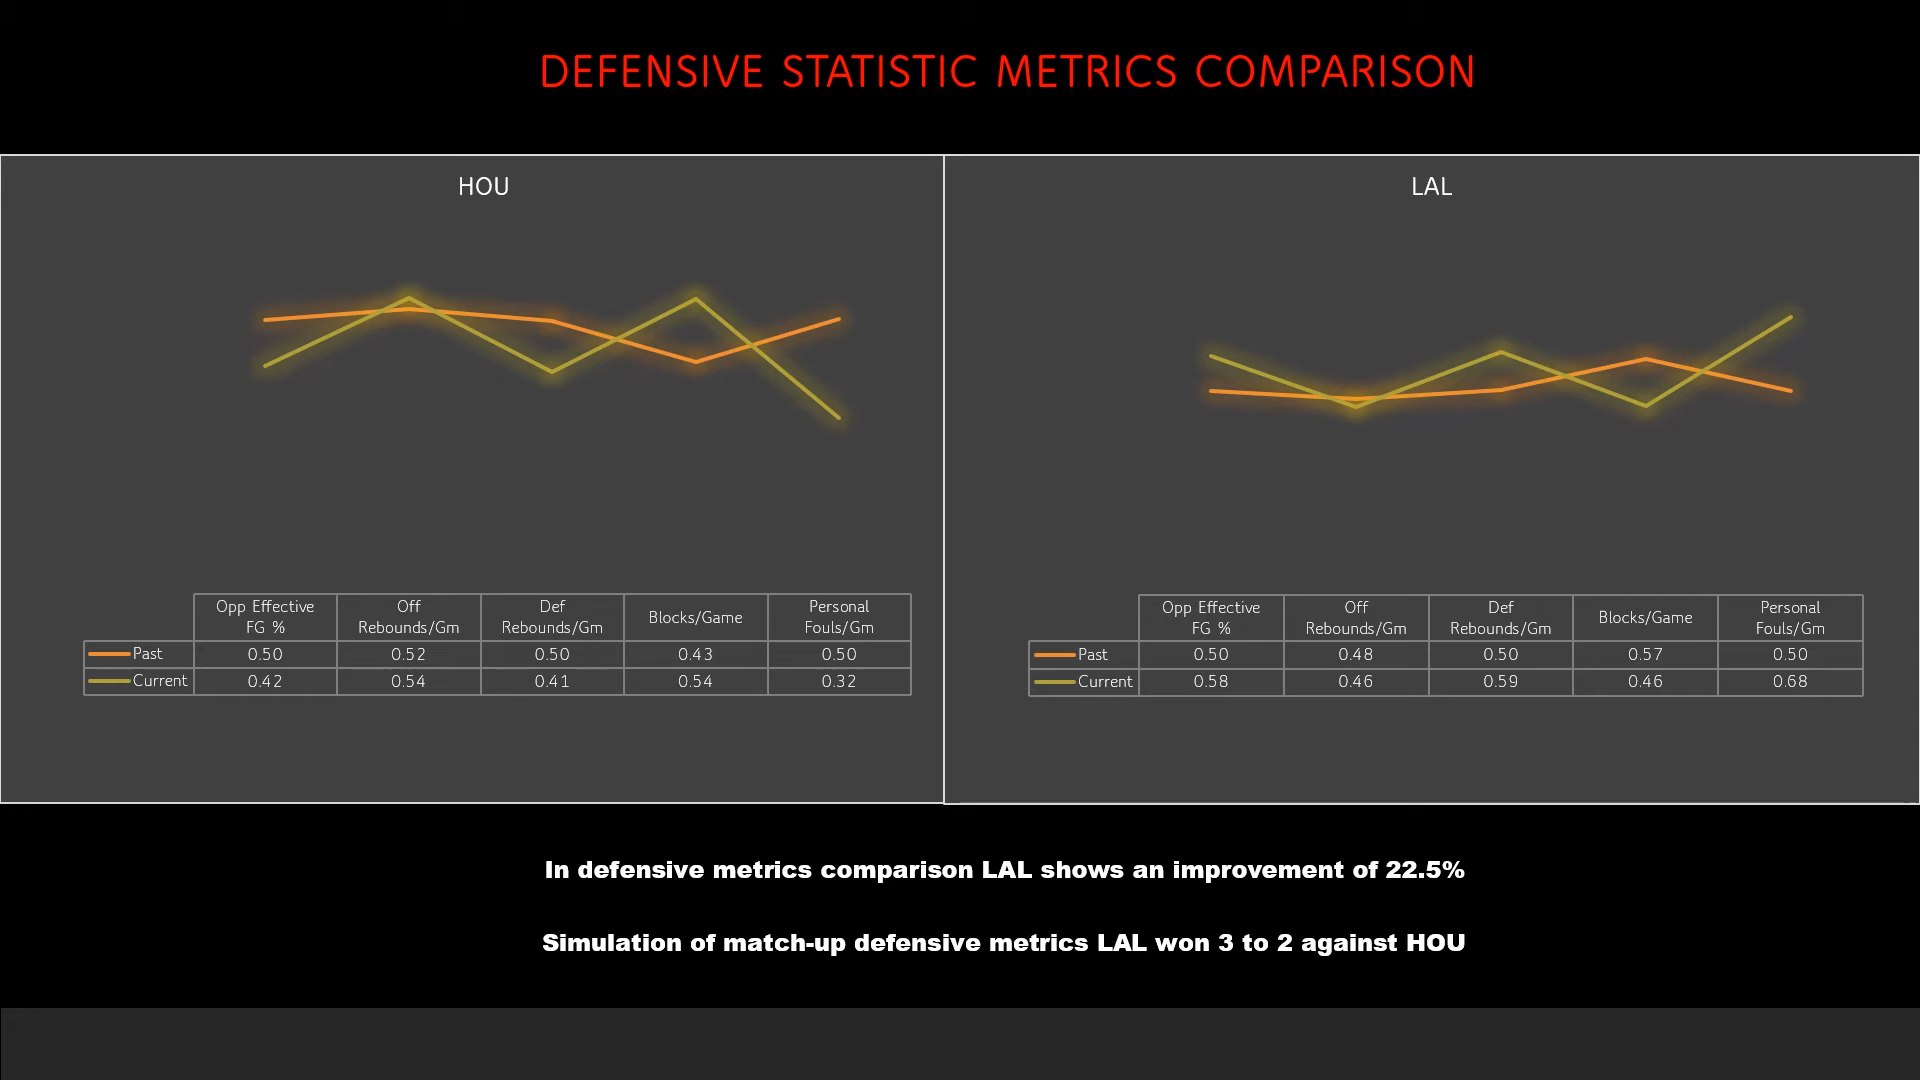 DEFENSIVE STATISTIC METRICS COMPARISON
HOU
Opp Effective FG % Off Rebounds/Gm Def Rebounds/Gm Blocks/Game Personal Fouls/Gm
Past 0.50 0.52 0.50 0.43 0.50
Current 0.42 0.54 0.41 0.54 0.32
LAL
Opp Effective FG % Off Rebounds/Gm Def Rebounds/Gm Blocks/Game Personal Fouls/Gm
Past 0.50 0.48 0.50 0.57 0.50
Current 0.58 0.46 0.59 0.46 0.68
In defensive metrics comparison LAL shows an improvement of 22.5%
Simulation of match-up defensive metrics LAL won 3 to 2 against HOU